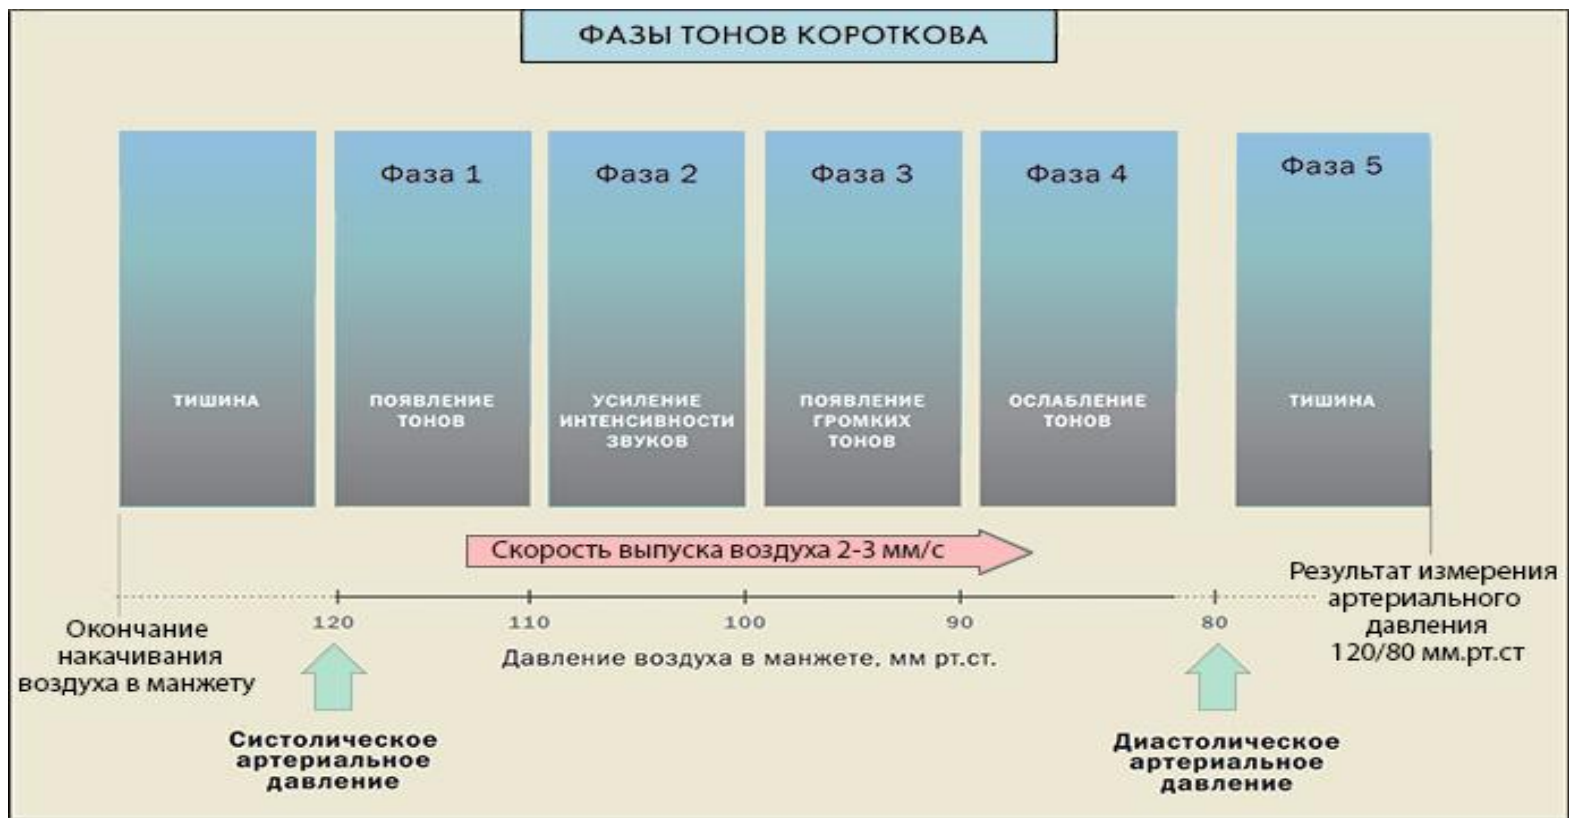 ФАЗЫ ТОНОВ КОРОТКОВА
ТИШИНА
Фаза 1
ПОЯВЛЕНИЕ
ТОНОВ
Фаза 2
УСИЛЕНИЕ
ИНТЕНСИВНОСТИ
ЗВУКОВ
Фаза 3
ПОЯВЛЕНИЕ
ГРОМКИХ
ТОНОВ
Фаза 4
ОСЛАБЛЕНИЕ
ТОНОВ
Фаза 5
ТИШИНА
Скорость выпуска воздуха 2-3 мм/с
120
110
100
90
80
Давление воздуха в манжете, мм рт.ст.
Окончание
накачивания
воздуха в манжету
Результат измерения
артериального
давления
120/80 мм.рт.ст
Систолическое
артериальное
давление
Диастолическое
артериальное
давление